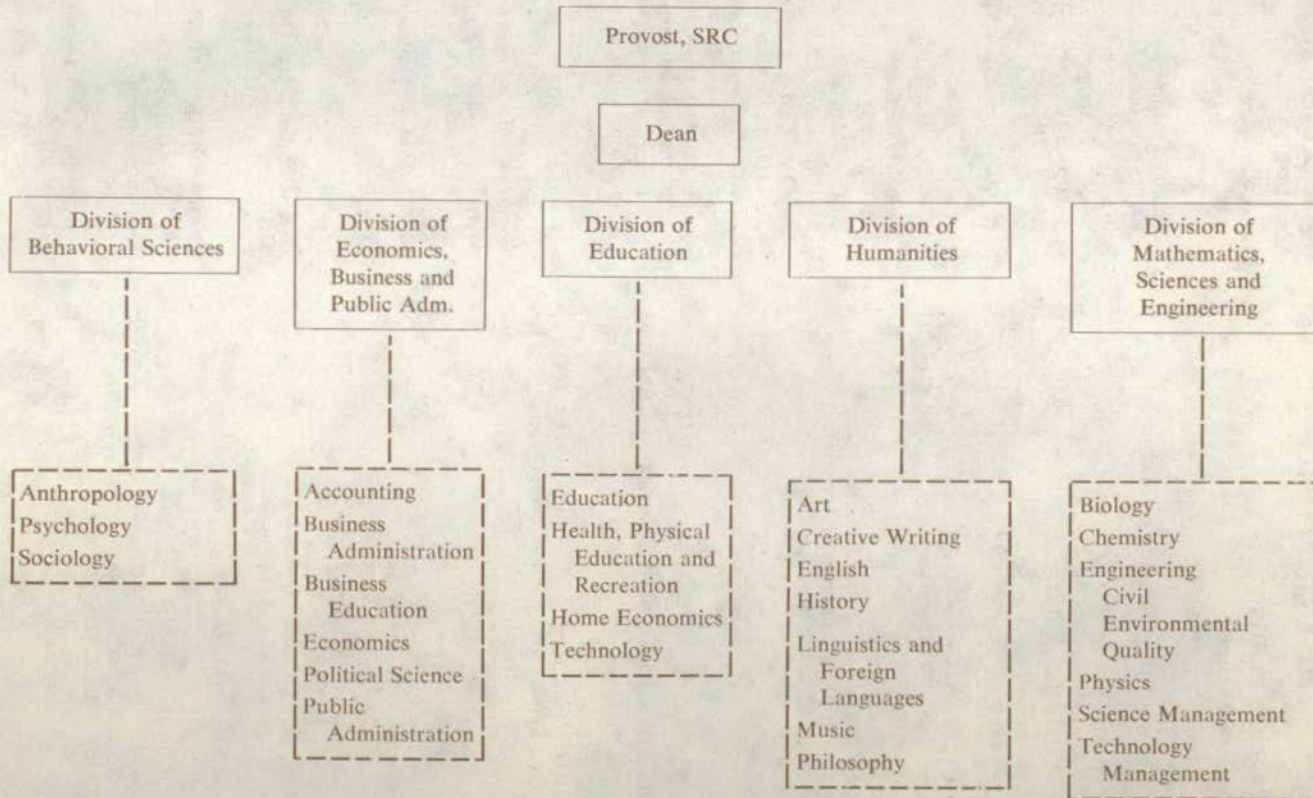 Provost, SRC
Dean
Division of
Behavioral Sciences
Division of
Economics,
Business and
Public Adm.
Division of
Education
Division of
Humanities
Division of
Mathematics,
Sciences and
Engineering
Anthropology
Psychology
Sociology
Accounting
Business
Administration
Business
Education
Economics
Political Science
Public
Administration
Education
Health, Physical
Education and
Recreation
Home Economics
Technology
Art
Creative Writing
English
History
Linguistics and
Foreign
Languages
Music
Philosophy
Biology
Chemistry
Engineering
Civil
Environmental
Quality
Physics
Science Management
Technology
Management